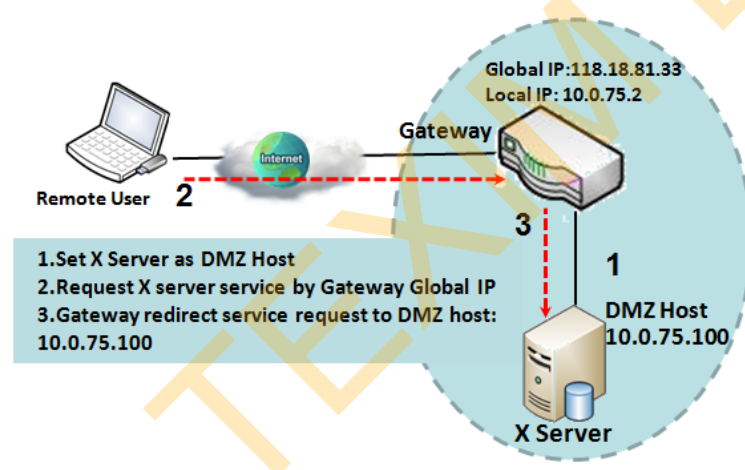 Global IP:118.18.81.33
Local IP: 10.0.75.2
Gateway
Internet
Remote User
2
3
1
1.Set X Server as DMZ Host
2.Request X server service by Gateway Global IP
3.Gateway redirect service request to DMZ host:
10.0.75.100
DMZ Host
10.0.75.100
X Server